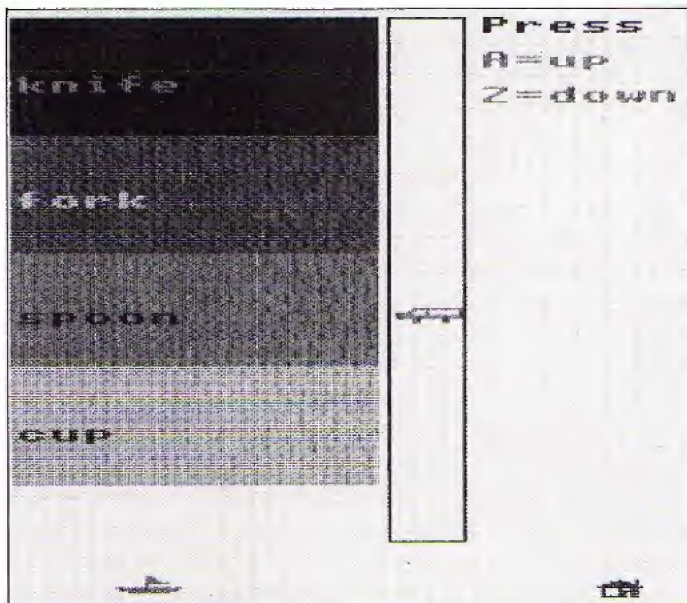 knife
fork
spoon
cup
Press
A=up
Z=down